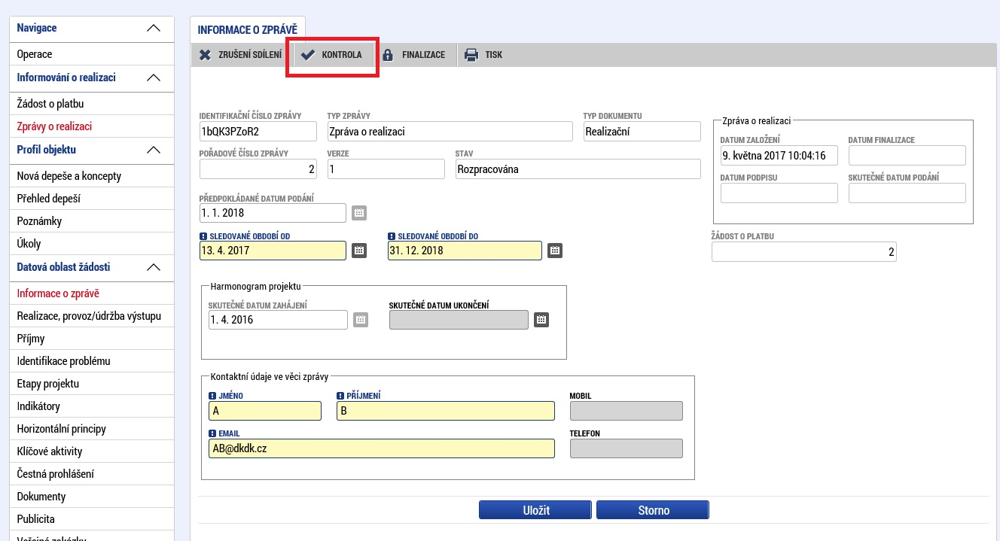 Navigace
Operace
Informování o realizaci
Žádost o platbu
Zprávy o realizaci
Profil objektu
Nová depeše a koncepty
Přehled depeší
Poznámky
Úkoly
Datová oblast žádosti
Informace o zprávě
Realizace, provoz/údržba výstupu
Příjmy
Identifikace problému
Etapy projektu
Indikátory
Horizontální principy
Klíčové aktivity
Čestná prohlášení
Dokumenty
Publicita
Veřejné zakázky
INFORMACE O ZPRÁVĚ
ZRUŠENÍ SDÍLENÍ KONTROLA FINALIZACE TISK
IDENTIFIKAČNÍ ČÍSLO ZPRÁVY TYP ZPRÁVY TYP DOKUMENTU
1bQK3PZoR2 Zpráva o realizaci Realizační
POŘADOVÉ ČÍSLO ZPRÁVY VERZE STAV
2 1 Rozpracována
PŘEDPOKLÁDANÉ DATUM PODÁNÍ
1. 1. 2018
SLEDOVANÉ OBDOBÍ OD SLEDOVANÉ OBDOBÍ DO
13. 4. 2017 31. 12. 2018
Zpráva o realizaci
DATUM ZALOŽENÍ DATUM FINALIZACE
9. května 2017 10:04:16
DATUM PODPISU SKUTEČNÉ DATUM PODÁNÍ
ŽÁDOST O PLATBU
2
Harmonogram projektu
SKUTEČNÉ DATUM ZAHÁJENÍ SKUTEČNÉ DATUM UKONČENÍ
1. 4. 2016
Kontaktní údaje ve věci zprávy
JMÉNO PŘÍJMENÍ MOBIL
A B
EMAIL TELEFON
AB@dkdk.cz
Uložit Storno